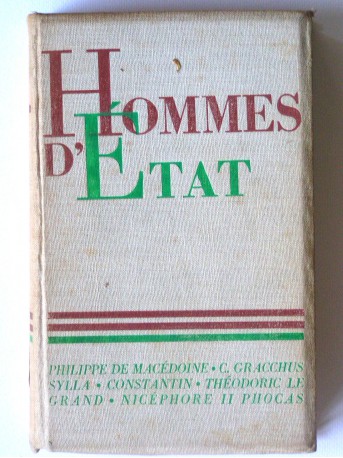 HOMMES
D'ÉTAT
PHILIPPE DE MACÉDOINE • C. GRACCHUS
SYLLA • CONSTANTIN • THÉODORIC LE
GRAND • NICÉPHORE II PHOCAS